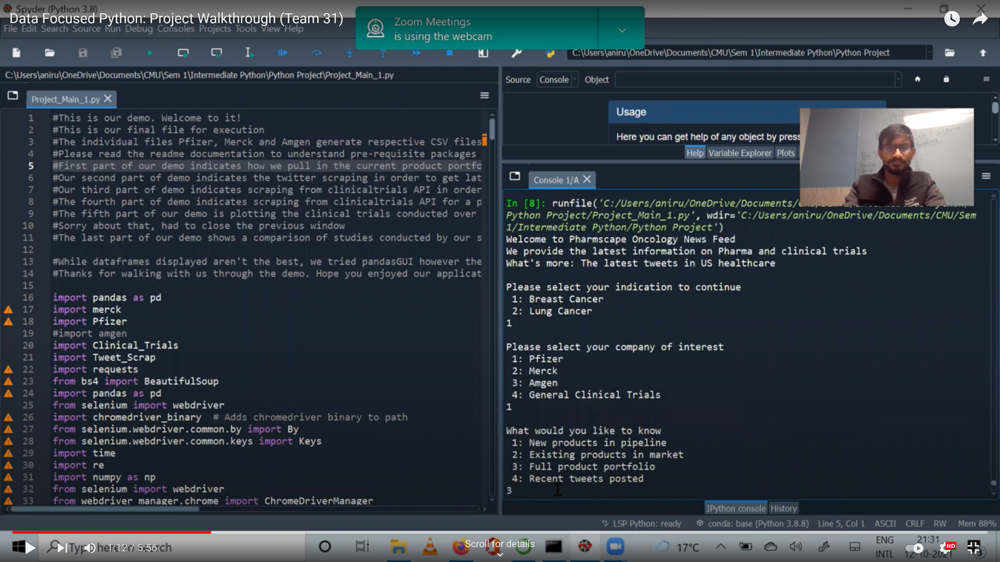 Spyder (Python 3.8)
Data Focused Python: Project Walkthrough (Team 31)
File Edit Search Source Run Debug Consoles Projects Tools View Help
Zoom Meetings
is using the webcam
C:\Users\aniru\OneDrive\Documents\CMU\Sem 1\Intermediate Python\Python Project
C:\Users\aniru\OneDrive\Documents\CMU\Sem 1\Intermediate Python\Python Project\Project_Main_1.py
Project_Main_1.py
1 #This is our demo. Welcome to it!
2 #This is our final file for execution
3 #The individual files Pfizer, Merck and Amgen generate respective CSV files
4 #Please read the readme documentation to understand pre-requisite packages
5 #First part of our demo indicates how we pull in the current product portfo
6 #Our second part of demo indicates the twitter scraping in order to get lat
7 #Our third part of demo indicates scraping from clinicaltrials API in order
8 #The fourth part of demo indicates scraping from clinicaltrials API for a p
9 #The fifth part of our demo is plotting the clinical trials conducted over
10 #Sorry about that, had to close the previous window
11 #The last part of our demo shows a comparison of studies conducted by our s
12
13 #While dataframes displayed aren't the best, we tried pandasGUI however the
14 #Thanks for walking with us through the demo. Hope you enjoyed our applicat
15
16 import pandas as pd
17 import merck
18 import Pfizer
19 #import amgen
20 import Clinical_Trials
21 import Tweet_Scrap
22 import requests
23 from bs4 import BeautifulSoup
24 import pandas as pd
25 from selenium import webdriver
26 import chromedriver_binary # Adds chromedriver binary to path
27 from selenium.webdriver.common.by import By
28 from selenium.webdriver.common.keys import Keys
29 import time
30 import re
31 import numpy as np
32 from selenium import webdriver
33 from webdriver_manager.chrome import ChromeDriverManager
Source Console Object
Usage
Here you can get help of any object by press
Help Variable Explorer Plots
Console 1/A
In [8]: runfile('C:/Users/aniru/OneDrive/Documents/
Python Project/Project_Main_1.py', wdir='C:/Users/aniru/OneDrive/Documents/CMU/Sem
1/Intermediate Python/Python Project')
Welcome to Pharmscape Oncology News Feed
We provide the latest information on Pharma and clinical trials
What's more: The latest tweets in US healthcare
Please select your indication to continue
1: Breast Cancer
2: Lung Cancer
1
Please select your company of interest
1: Pfizer
2: Merck
3: Amgen
4: General Clinical Trials
1
What would you like to know
1: New products in pipeline
2: Existing products in market
3: Full product portfolio
4: Recent tweets posted
3
IPython console History
LSP Python: ready conda: base (Python 3.8.8) Line 5, Col 1 ASCII CRLF RW Mem 88%
Type here to search
1:12 / 5:56
Scroll for details
17°C
ENG
INTL
21:31
12-10-2021
HD